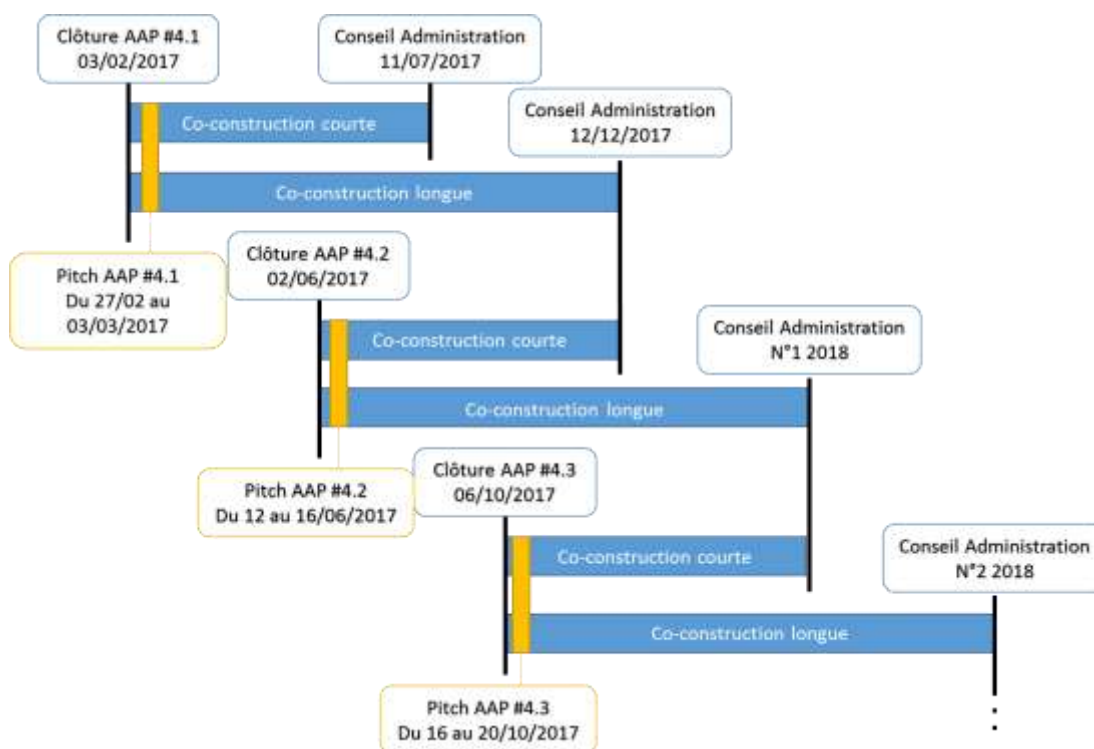 Clôture AAP #4.1
03/02/2017
Conseil Administration
11/07/2017
Co-construction courte
Conseil Administration
12/12/2017
Co-construction longue
Clôture AAP #4.2
02/06/2017
Pitch AAP #4.1
Du 27/02 au
03/03/2017
Co-construction courte
Conseil Administration
N°1 2018
Co-construction longue
Clôture AAP #4.3
06/10/2017
Pitch AAP #4.2
Du 12 au 16/06/2017
Co-construction courte
Conseil Administration
N°2 2018
Co-construction longue
Pitch AAP #4.3
Du 16 au 20/10/2017